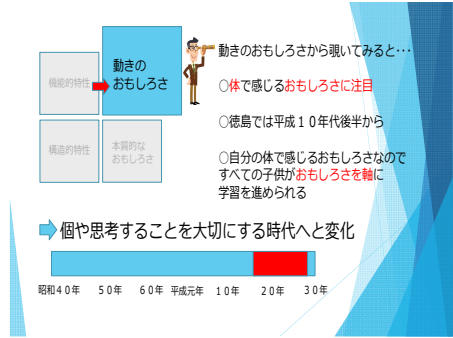 機能的特性
動きの
おもしろさ
構造的特性
本質的な
おもしろさ
動きのおもしろさから覗いてみると･･･
○体で感じるおもしろさに注目
○徳島では平成１０年代後半から
○自分の体で感じるおもしろさなので
すべての子供がおもしろさを軸に
学習を進められる
個や思考することを大切にする時代へと変化
昭和４０年 ５０年 ６０年 平成元年 １０年 ２０年 ３０年